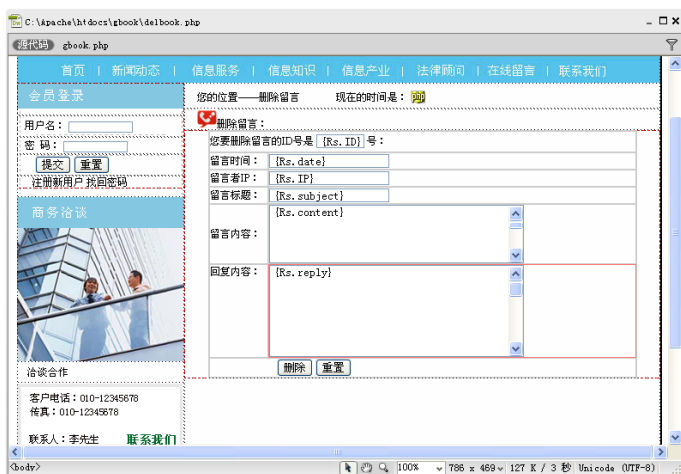 C:\Apache\htdocs\gbook\delbook.php
源代码 gbook.php
首页 | 新闻动态 | 信息服务 | 信息知识 | 信息产业 | 法律顾问 | 在线留言 | 联系我们
会员登录
您的位置——删除留言 现在的时间是： php
用户名：
密 码：
提交 重置
注册新用户 找回密码
删除留言：
您要删除留言的ID号是 {Rs.ID} 号：
留言时间： {Rs.date}
留言者IP： {Rs.IP}
留言标题： {Rs.subject}
留言内容： {Rs.content}
回复内容： {Rs.reply}
删除 重置
商务洽谈
洽谈合作
客户电话：010-12345678
传真：010-12345678
联系人：李先生 联系我们
<body>
100% 786 x 469 127 K / 3 秒 Unicode (UTF-8)